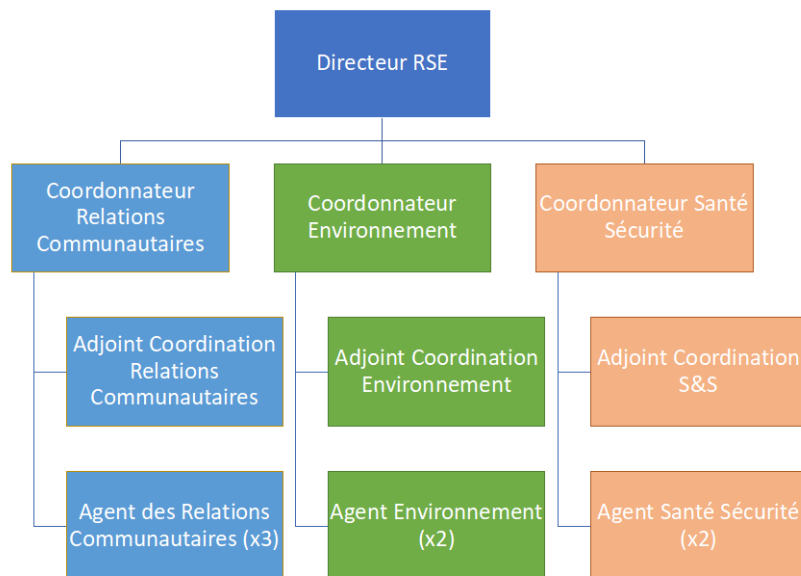 Directeur RSE
Coordonnateur
Relations
Communautaires
Coordonnateur
Environnement
Coordonnateur Santé
Sécurité
Adjoint Coordination
Relations
Communautaires
Adjoint Coordination
Environnement
Adjoint Coordination
S&S
Agent des Relations
Communautaires (x3)
Agent Environnement
(x2)
Agent Santé Sécurité
(x2)